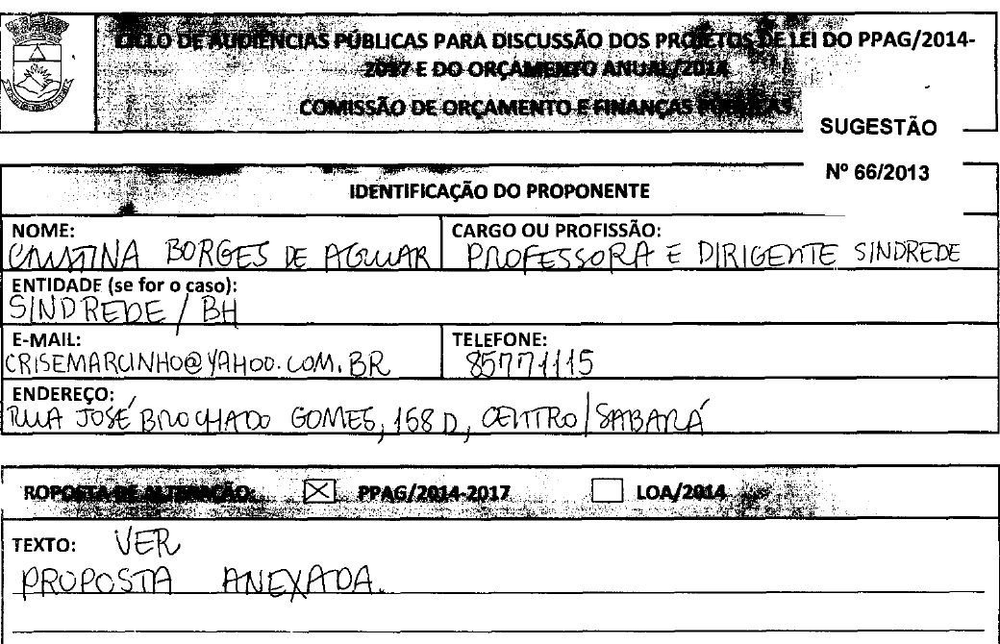 CICLO DE AUDIÊNCIAS PÚBLICAS PARA DISCUSSÃO DOS PROJETOS DE LEI DO PPAG/2014-
2017 E DO ORÇAMENTO ANUAL/2014
COMISSÃO DE ORÇAMENTO E FINANÇAS PÚBLICAS
SUGESTÃO
Nº 66/2013
IDENTIFICAÇÃO DO PROPONENTE
NOME: CARGO OU PROFISSÃO:
CRISTINA BORGES DE AGUIAR PROFESSORA E DIRIGENTE SINDREDE
ENTIDADE (se for o caso):
SINDREDE / BH
E-MAIL: TELEFONE:
CRISEMARCINHO@YAHOO.COM.BR 85771115
ENDEREÇO:
RUA JOSÉ BROCHADO GOMES, 158 D, CENTRO/SABARÁ
ROPOSTA DE ALTERAÇÃO: PPAG/2014-2017 LOA/2014
TEXTO: VER
PROPOSTA ANEXADA.